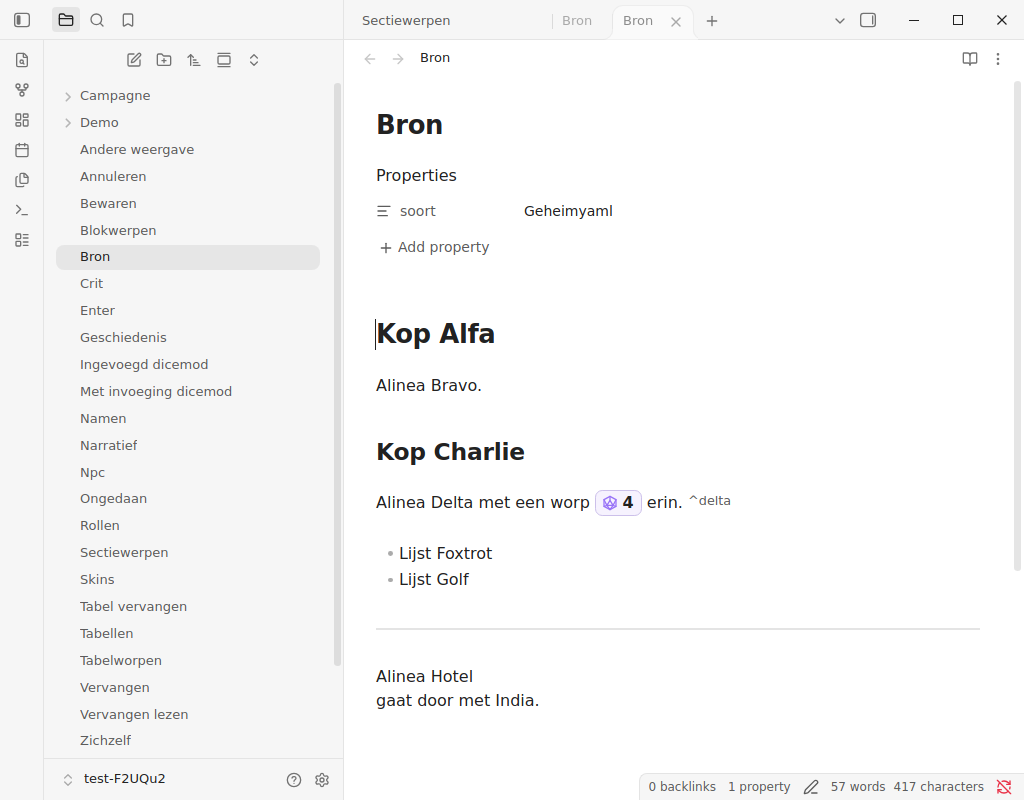 Sectiewerpen
Bron
Bron
Bron
Campagne
Demo
Andere weergave
Annuleren
Bewaren
Blokwerpen
Bron
Crit
Enter
Geschiedenis
Ingevoegd dicemod
Met invoeging dicemod
Namen
Narratief
Npc
Ongedaan
Rollen
Sectiewerpen
Skins
Tabel vervangen
Tabellen
Tabelworpen
Vervangen
Vervangen lezen
Zichzelf
test-F2UQu2
Bron
Properties
soort Geheimyaml
Add property
Kop Alfa
Alinea Bravo.
Kop Charlie
Alinea Delta met een worp 4 erin. ^delta
Lijst Foxtrot
Lijst Golf
Alinea Hotel
gaat door met India.
0 backlinks 1 property 57 words 417 characters